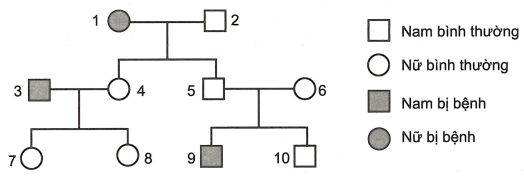 1
2
Nam bình thường
Nữ bình thường
3
4
5
6
Nam bị bệnh
Nữ bị bệnh
7
8
9
10